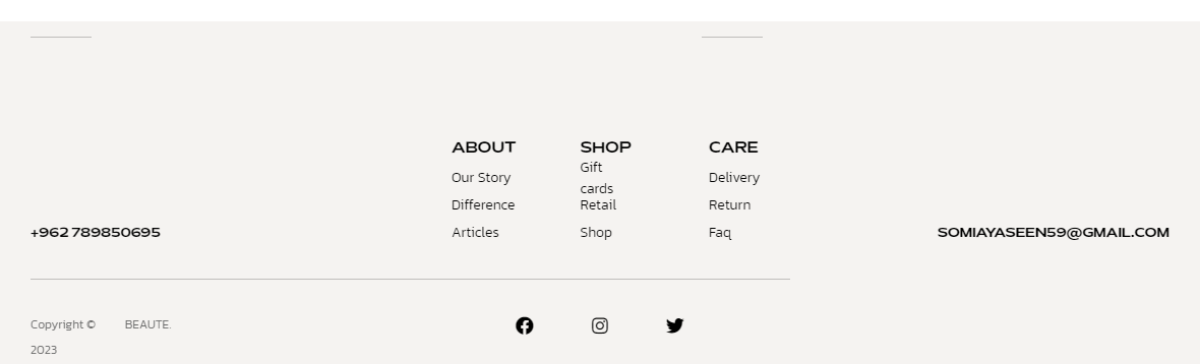 ABOUT SHOP CARE
Gift
Our Story Delivery
cards
Difference Retail Return
+962 789850695 Articles Shop Faq SOMIAYASEEN59@GMAIL.COM
Copyright © BEAUTE.
2023